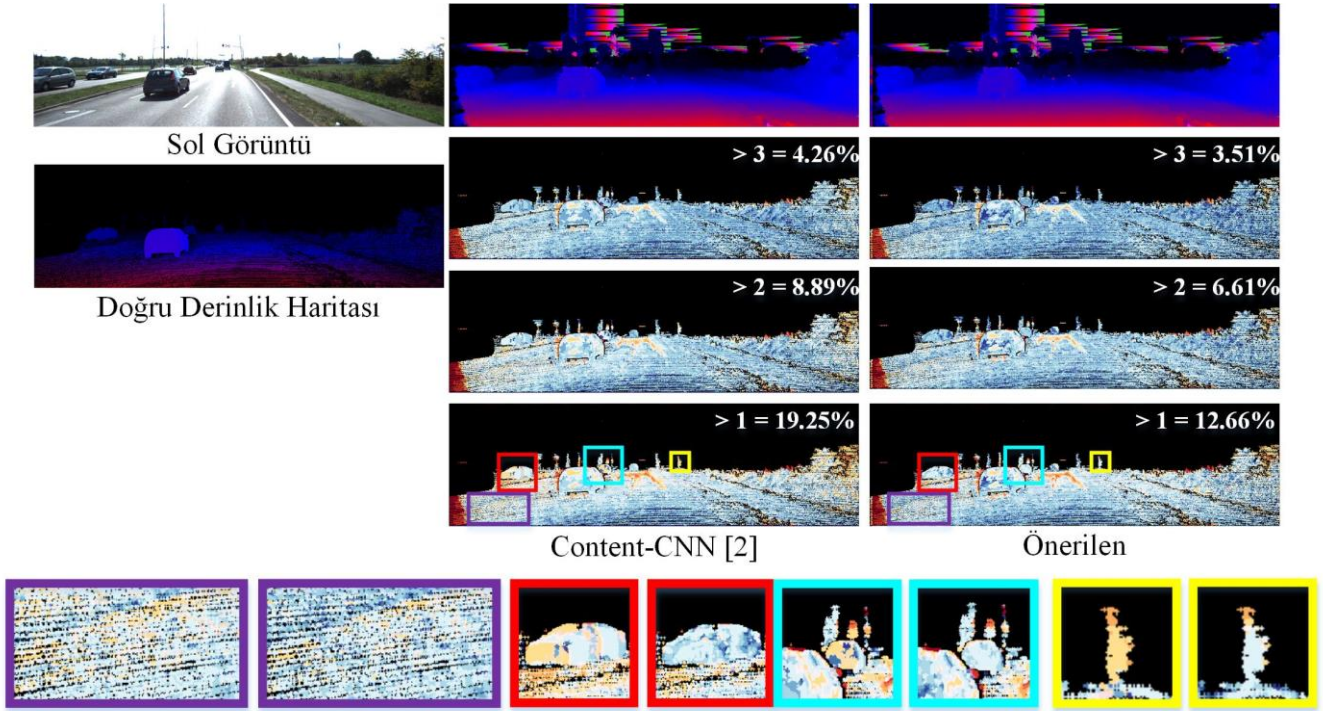 Sol Görüntü
Doğru Derinlik Haritası
> 3 = 4.26%
> 3 = 3.51%
> 2 = 8.89%
> 2 = 6.61%
> 1 = 19.25%
> 1 = 12.66%
Content-CNN [2]
Önerilen